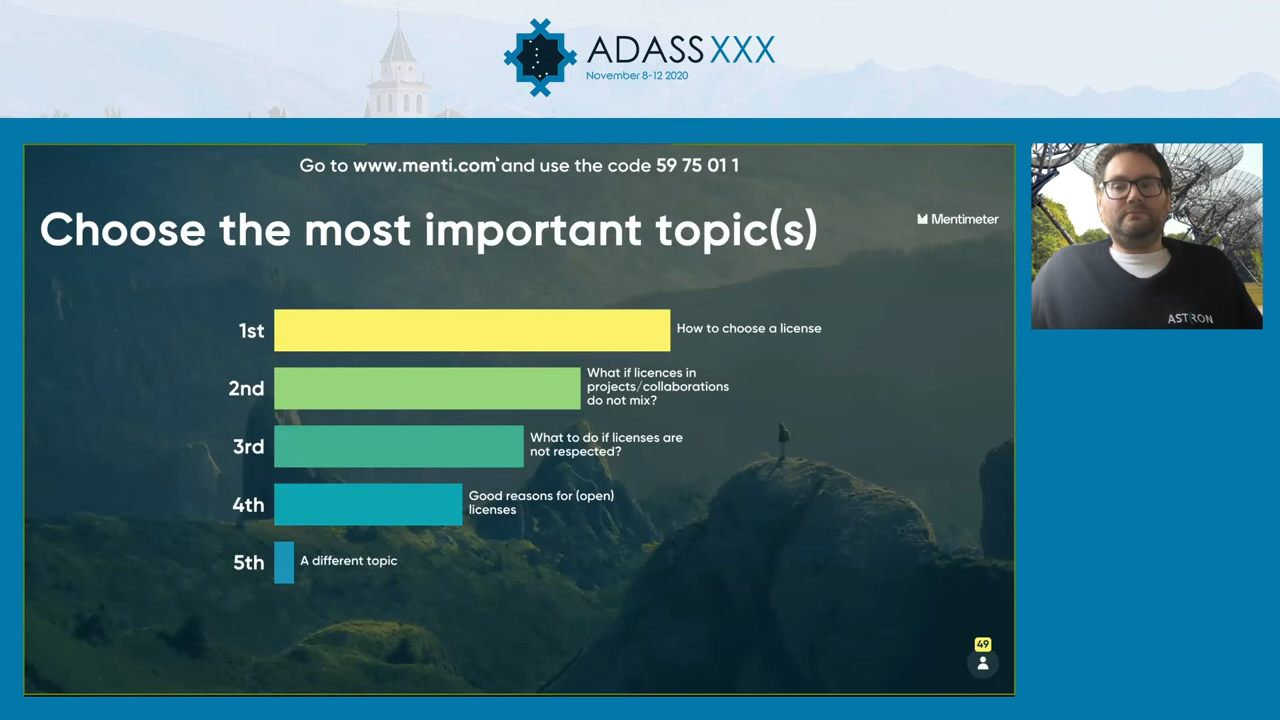 ADASS XXX
November 8-12 2020
Go to www.menti.com and use the code 59 75 01 1
Choose the most important topic(s)
Mentimeter
1st
How to choose a license
2nd
What if licences in
projects/collaborations
do not mix?
3rd
What to do if licenses are
not respected?
4th
Good reasons for (open)
licenses
5th
A different topic
49
ASTRON